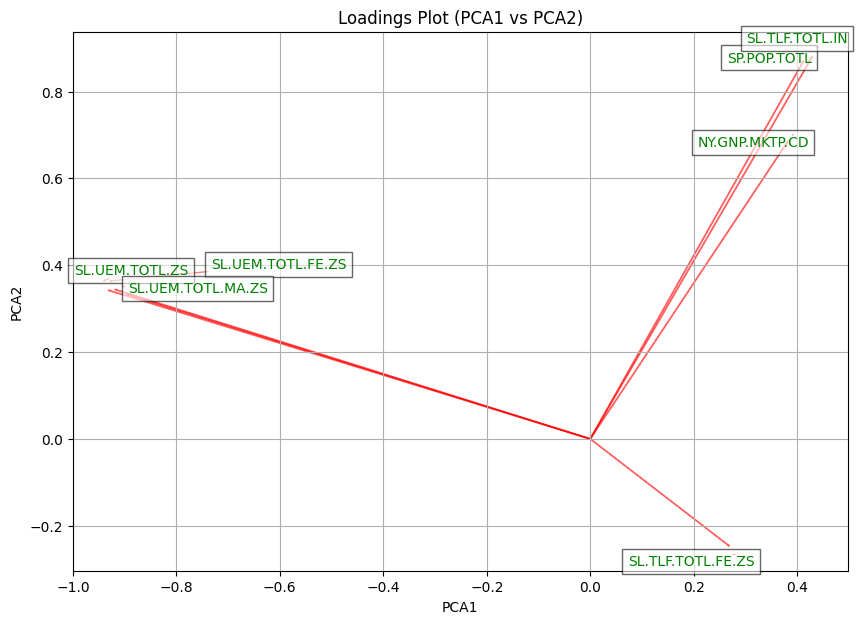 Loadings Plot (PCA1 vs PCA2)
SL.TLF.TOTL.IN
SP.POP.TOTL
NY.GNP.MKTP.CD
SL.UEM.TOTL.ZS
SL.UEM.TOTL.FE.ZS
SL.UEM.TOTL.MA.ZS
SL.TLF.TOTL.FE.ZS
PCA2
0.8
0.6
0.4
0.2
0.0
−0.2
−1.0 −0.8 −0.6 −0.4 −0.2 0.0 0.2 0.4
PCA1